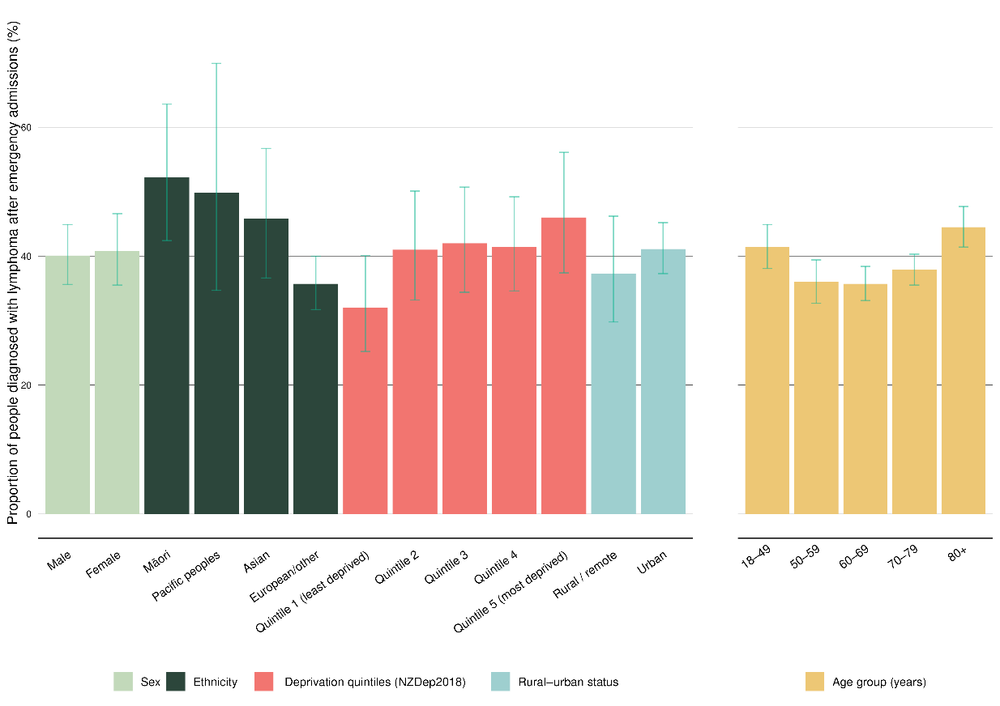 Proportion of people diagnosed with lymphoma after emergency admissions (%)
60
40
20
0
Male
Female
Māori
Pacific peoples
Asian
European/other
Quintile 1 (least deprived)
Quintile 2
Quintile 3
Quintile 4
Quintile 5 (most deprived)
Rural / remote
Urban
18–49
50–59
60–69
70–79
80+
Sex
Ethnicity
Deprivation quintiles (NZDep2018)
Rural–urban status
Age group (years)